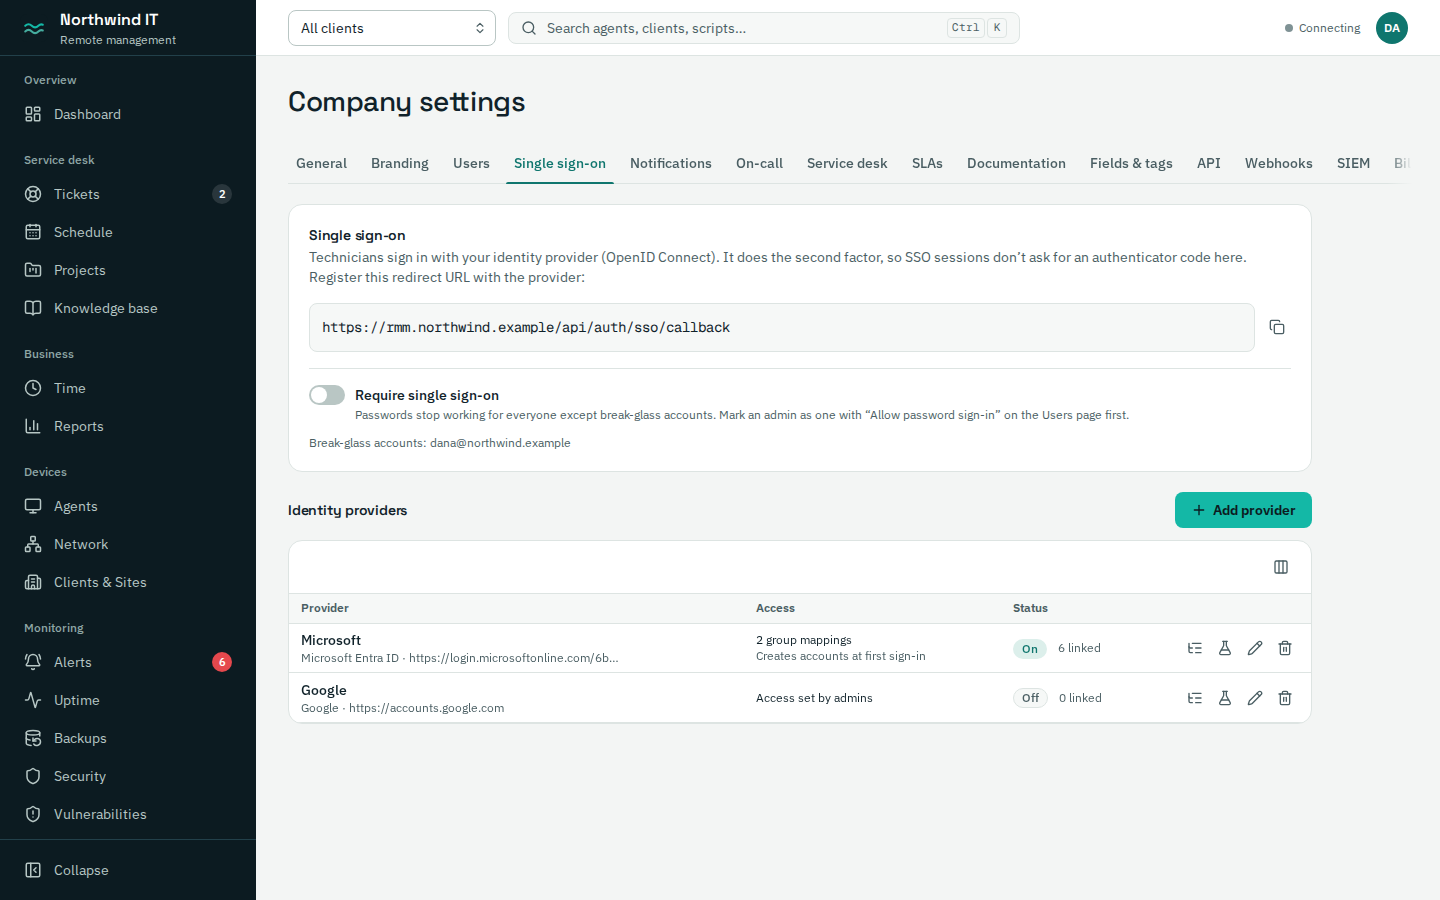 Northwind IT
Remote management
Overview
Dashboard
Service desk
Tickets
2
Schedule
Projects
Knowledge base
Business
Time
Reports
Devices
Agents
Network
Clients & Sites
Monitoring
Alerts
6
Uptime
Backups
Security
Vulnerabilities
Collapse
All clients
Search agents, clients, scripts...
Ctrl K
Connecting
DA
Company settings
General Branding Users Single sign-on Notifications On-call Service desk SLAs Documentation Fields & tags API Webhooks SIEM
Single sign-on
Technicians sign in with your identity provider (OpenID Connect). It does the second factor, so SSO sessions don’t ask for an authenticator code here.
Register this redirect URL with the provider:
https://rmm.northwind.example/api/auth/sso/callback
Require single sign-on
Passwords stop working for everyone except break-glass accounts. Mark an admin as one with “Allow password sign-in” on the Users page first.
Break-glass accounts: dana@northwind.example
Identity providers
Add provider
Provider Access Status
Microsoft
Microsoft Entra ID · https://login.microsoftonline.com/6b...
2 group mappings
Creates accounts at first sign-in
On 6 linked
Google
Google · https://accounts.google.com
Access set by admins
Off 0 linked